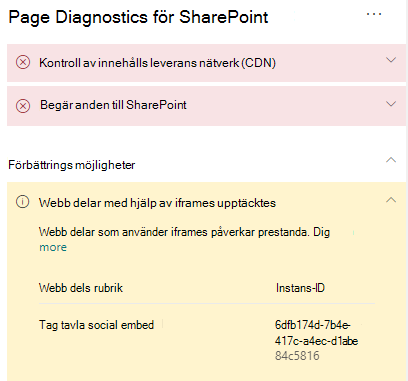 Page Diagnostics för SharePoint
Kontroll av innehålls leverans nätverk (CDN)
Begär anden till SharePoint
Förbättrings möjligheter
Webb delar med hjälp av iframes upptäcktes
Webb delar som använder iframes påverkar prestanda. Dig
more
Webb dels rubrik Instans-ID
Tag tavla social embed 6dfb174d-7b4e-
417c-a4ec-d1abe
84c5816